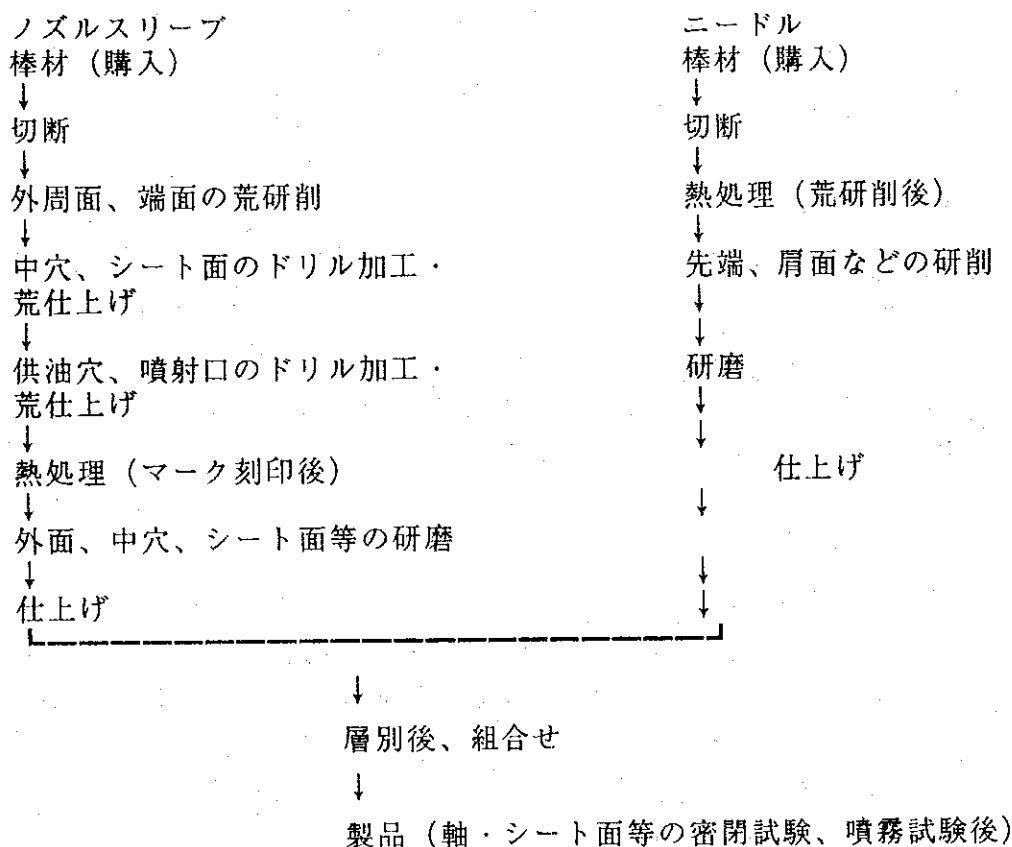 ノズルスリーブ
棒材（購入）
↓
切断
↓
外周面、端面の荒研削
↓
中穴、シート面のドリル加工・
荒仕上げ
↓
供油穴、噴射口のドリル加工・
荒仕上げ
↓
熱処理（マーク刻印後）
↓
外面、中穴、シート面等の研磨
↓
仕上げ
ニードル
棒材（購入）
↓
切断
↓
熱処理（荒研削後）
↓
先端、肩面などの研削
↓
↓
研磨
↓
↓
仕上げ
↓
↓
↓
↓
層別後、組合せ
↓
製品（軸・シート面等の密閉試験、噴霧試験後）